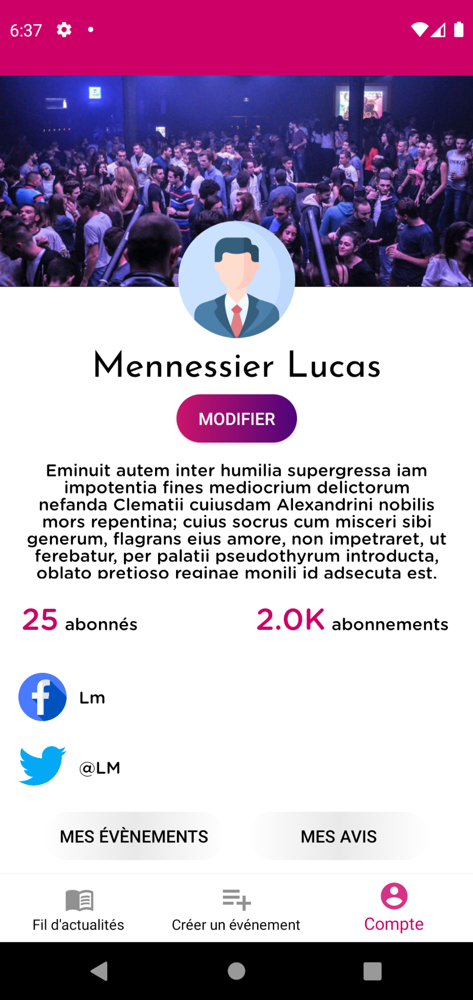 6:37
Mennessier Lucas
MODIFIER
Eminuit autem inter humilia supergressa iam
impotentia fines mediocrium delictorum
nefanda Clematii cuiusdam Alexandrini nobilis
mors repentina; cuius socrus cum misceri sibi
generum, flagrans eius amore, non impetraret, ut
ferebatur, per palatii pseudothyrum introducta,
oblato pretioso reginae monili id adsecuta est.
25 abonnés
2.0K abonnements
Lm
@LM
MES ÉVÈNEMENTS
MES AVIS
Fil d'actualités
Créer un événement
Compte